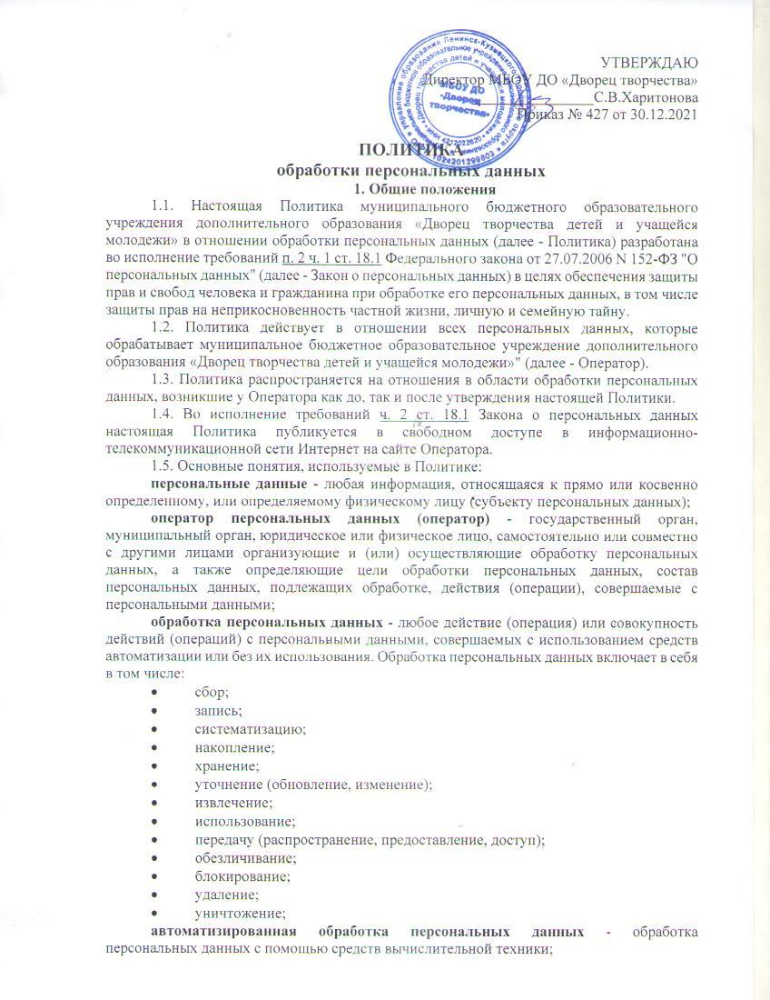 УТВЕРЖДАЮ
Директор МБОУ ДО «Дворец творчества»
С.В.Харитонова
Приказ № 427 от 30.12.2021
МБОУ ДО
«Дворец
творчества»
ИНН 4212022620
1024201299803
ПОЛИТИКА
обработки персональных данных
1. Общие положения
1.1. Настоящая Политика муниципального бюджетного образовательного
учреждения дополнительного образования «Дворец творчества детей и учащейся
молодежи» в отношении обработки персональных данных (далее - Политика) разработана
во исполнение требований п. 2 ч. 1 ст. 18.1 Федерального закона от 27.07.2006 N 152-ФЗ "О
персональных данных" (далее - Закон о персональных данных) в целях обеспечения защиты
прав и свобод человека и гражданина при обработке его персональных данных, в том числе
защиты прав на неприкосновенность частной жизни, личную и семейную тайну.
1.2. Политика действует в отношении всех персональных данных, которые
обрабатывает муниципальное бюджетное образовательное учреждение дополнительного
образования «Дворец творчества детей и учащейся молодежи»" (далее - Оператор).
1.3. Политика распространяется на отношения в области обработки персональных
данных, возникшие у Оператора как до, так и после утверждения настоящей Политики.
1.4. Во исполнение требований ч. 2 ст. 18.1 Закона о персональных данных
настоящая Политика публикуется в свободном доступе в информационно-
телекоммуникационной сети Интернет на сайте Оператора.
1.5. Основные понятия, используемые в Политике:
персональные данные - любая информация, относящаяся к прямо или косвенно
определенному, или определяемому физическому лицу (субъекту персональных данных);
оператор персональных данных (оператор) - государственный орган,
муниципальный орган, юридическое или физическое лицо, самостоятельно или совместно
с другими лицами организующие и (или) осуществляющие обработку персональных
данных, а также определяющие цели обработки персональных данных, состав
персональных данных, подлежащих обработке, действия (операции), совершаемые с
персональными данными;
обработка персональных данных - любое действие (операция) или совокупность
действий (операций) с персональными данными, совершаемых с использованием средств
автоматизации или без их использования. Обработка персональных данных включает в себя
в том числе:
• сбор;
• запись;
• систематизацию;
• накопление;
• хранение;
• уточнение (обновление, изменение);
• извлечение;
• использование;
• передачу (распространение, предоставление, доступ);
• обезличивание;
• блокирование;
• удаление;
• уничтожение;
автоматизированная обработка персональных данных - обработка
персональных данных с помощью средств вычислительной техники;